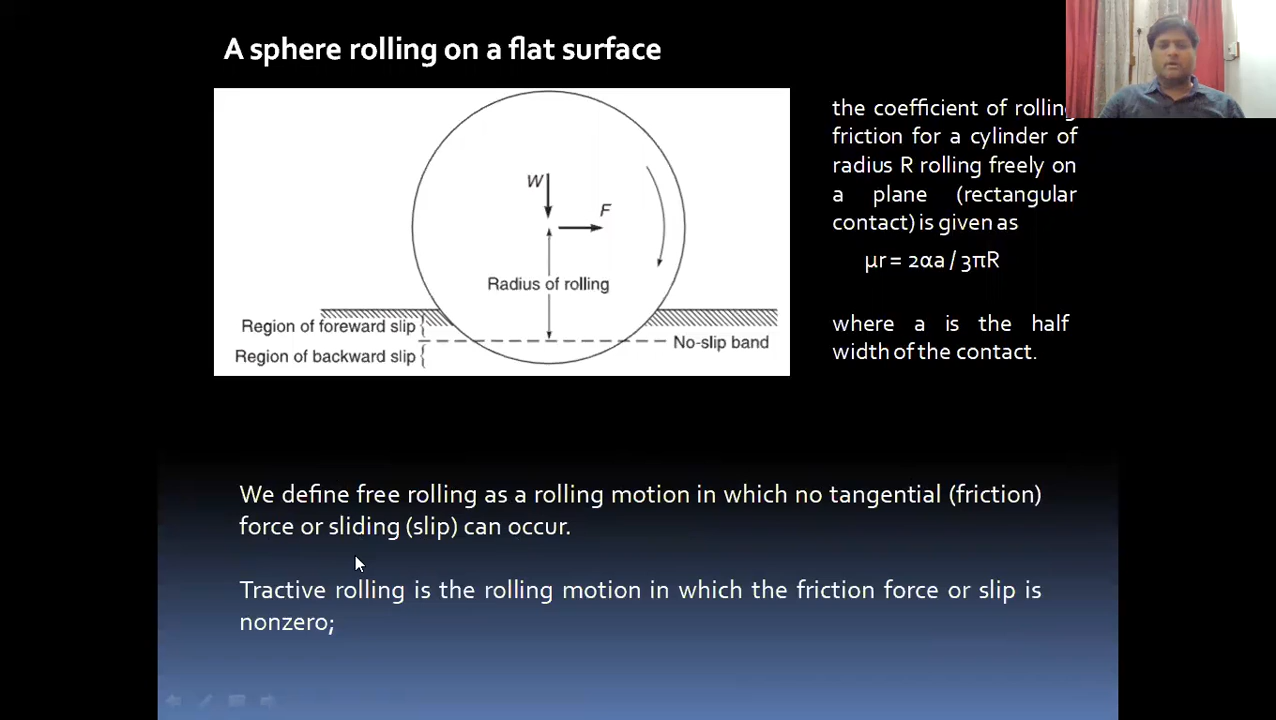 A sphere rolling on a flat surface
W
F
Radius of rolling
Region of foreward slip
Region of backward slip
No-slip band
the coefficient of rolling
friction for a cylinder of
radius R rolling freely on
a plane (rectangular
contact) is given as
μr = 2αa / 3πR
where a is the half
width of the contact.
We define free rolling as a rolling motion in which no tangential (friction)
force or sliding (slip) can occur.
Tractive rolling is the rolling motion in which the friction force or slip is
nonzero;